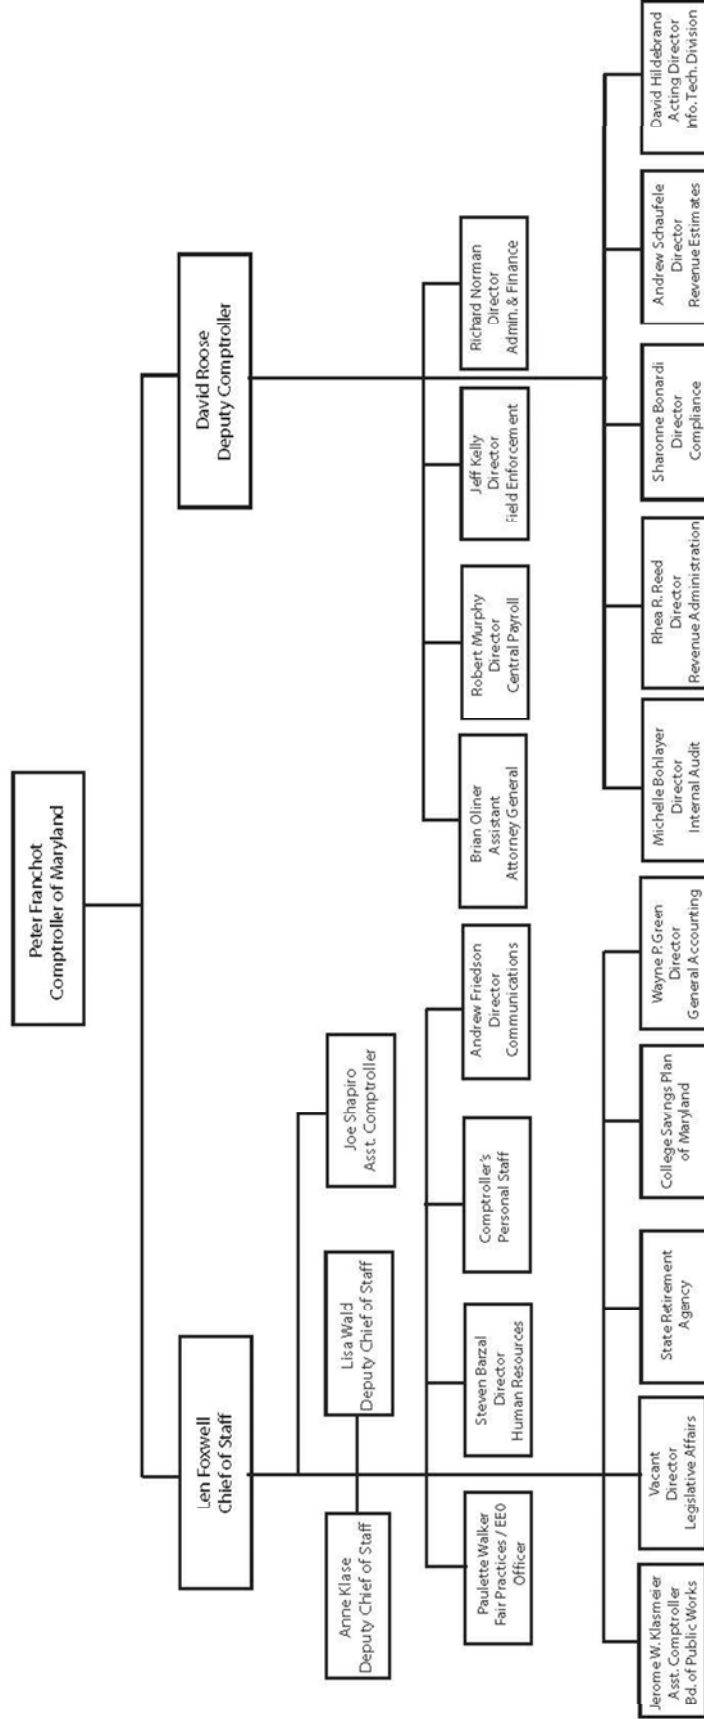 Peter Franchot
Comptroller of Maryland
Len Foxwell
Chief of Staff
David Roose
Deputy Comptroller
Joe Shapiro
Asst. Comptroller
Anne Klase
Deputy Chief of Staff
Lisa Wald
Deputy Chief of Staff
Paulette Walker
Fair Practices / EEO
Officer
Steven Barzal
Director
Human Resources
Comptroller's
Personal Staff
Andrew Friedson
Director
Communications
Brian Oliner
Assistant
Attorney General
Robert Murphy
Director
Central Payroll
Jeff Kelly
Director
Field Enforcement
Richard Norman
Director
Admin. & Finance
Jerome W. Klasmeier
Asst. Comptroller
Bd. of Public Works
Vacant
Director
Legislative Affairs
State Retirement
Agency
College Savings Plan
of Maryland
Wayne P. Green
Director
General Accounting
Michelle Bohlayer
Director
Internal Audit
Rhea R. Reed
Director
Revenue Administration
Sharonne Bonardi
Director
Compliance
Andrew Schaufele
Director
Revenue Estimates
David Hildebrand
Acting Director
Info. Tech. Division